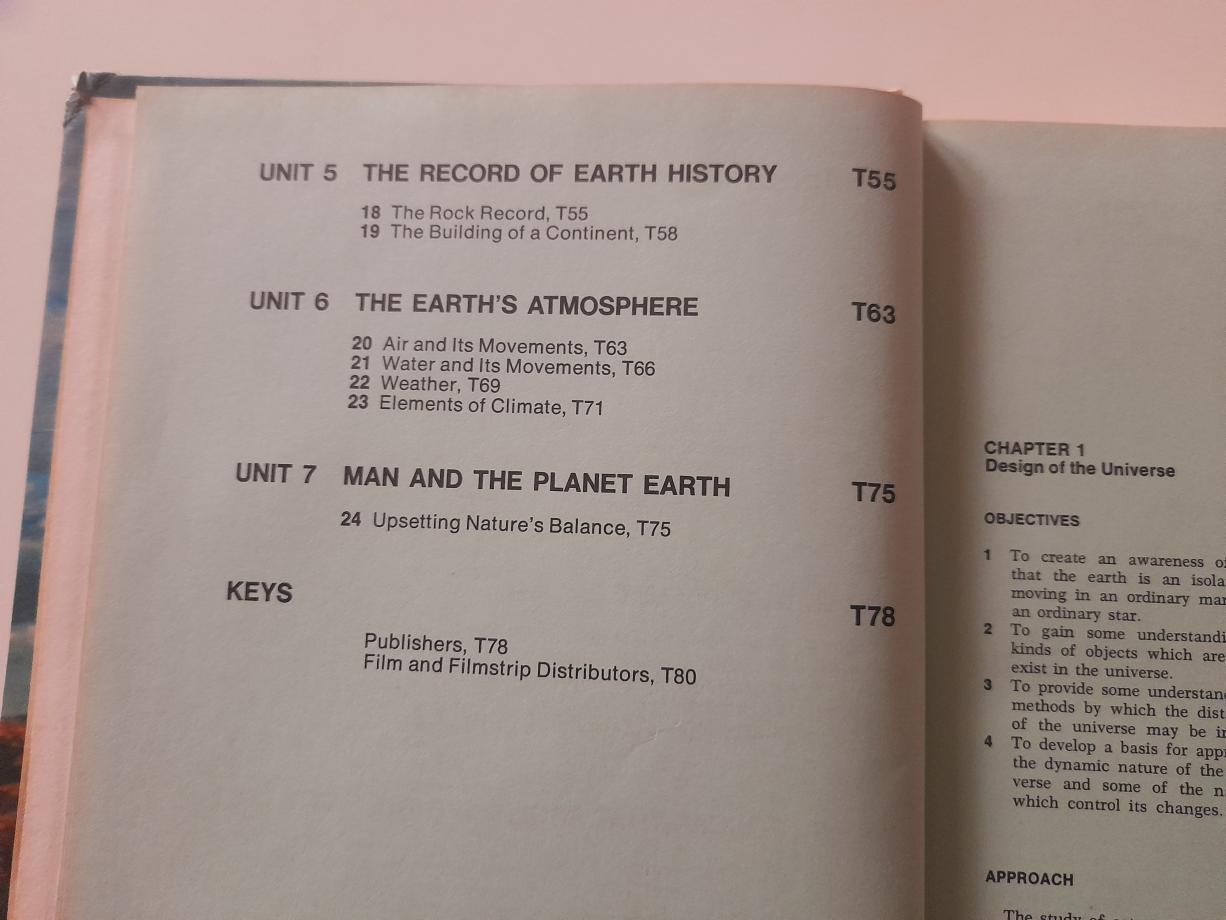 UNIT 5 THE RECORD OF EARTH HISTORY T55
18 The Rock Record, T55
19 The Building of a Continent, T58
UNIT 6 THE EARTH'S ATMOSPHERE T63
20 Air and Its Movements, T63
21 Water and Its Movements, T66
22 Weather, T69
23 Elements of Climate, T71
UNIT 7 MAN AND THE PLANET EARTH T75
24 Upsetting Nature's Balance, T75
KEYS T78
Publishers, T78
Film and Filmstrip Distributors, T80
CHAPTER 1
Design of the Universe
OBJECTIVES
1 To create an awareness
that the earth is an
moving in an ordinary
an ordinary star.
2 To gain some
kinds of objects which are
exist in the universe.
3 To provide some
methods by which the
of the universe may be
4 To develop a basis for
the dynamic nature of the
verse and some of the
which control its changes.
APPROACH
The study of